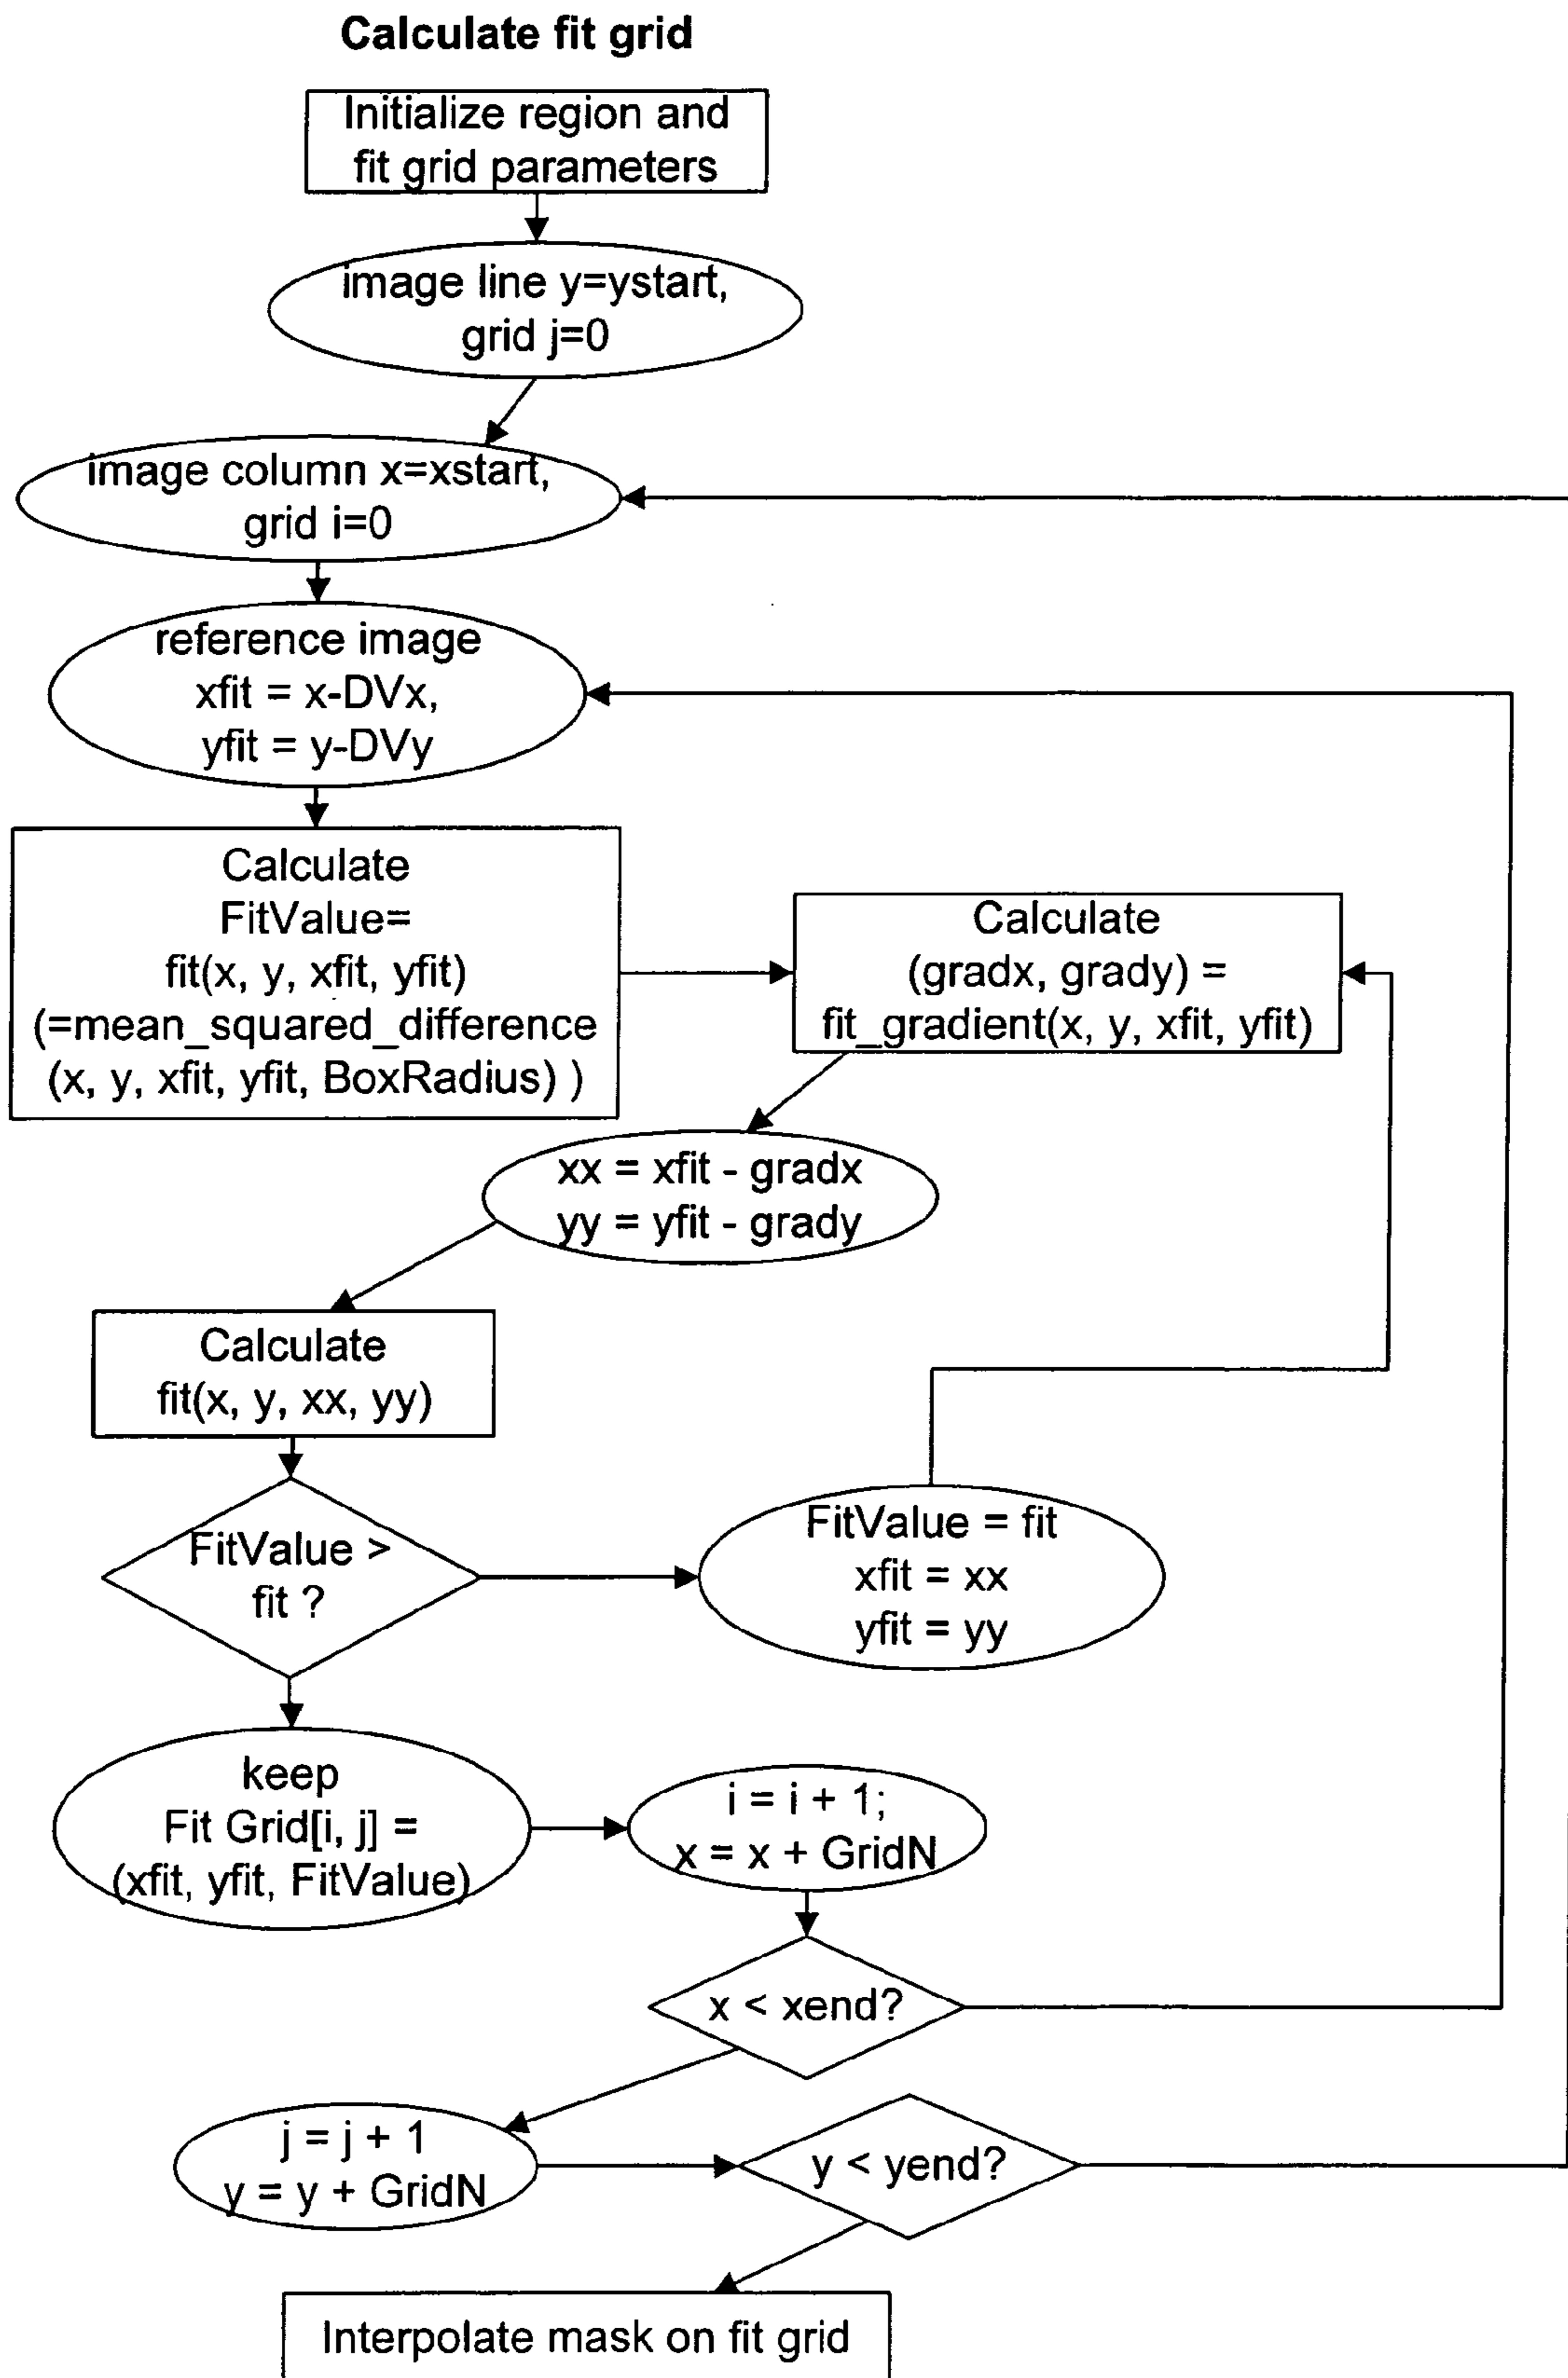 Calculate fit grid
Initialize region and
fit grid parameters
image line y=ystart,
grid j=0
image column x=xstart,
grid i=0
reference image
xfit = x-DVx,
yfit = y-DVy
Calculate
FitValue=
fit(x, y, xfit, yfit)
(=mean_squared_difference
(x, y, xfit, yfit, BoxRadius) )
Calculate
(gradx, grady) =
fit_gradient(x, y, xfit, yfit)
xx = xfit - gradx
yy = yfit - grady
Calculate
fit(x, y, xx, yy)
FitValue >
fit ?
FitValue = fit
xfit = xx
yfit = yy
keep
Fit Grid[i, j] =
(xfit, yfit, FitValue)
i = i + 1;
x = x + GridN
x < xend?
j = j + 1
y = y + GridN
y < yend?
Interpolate mask on fit grid